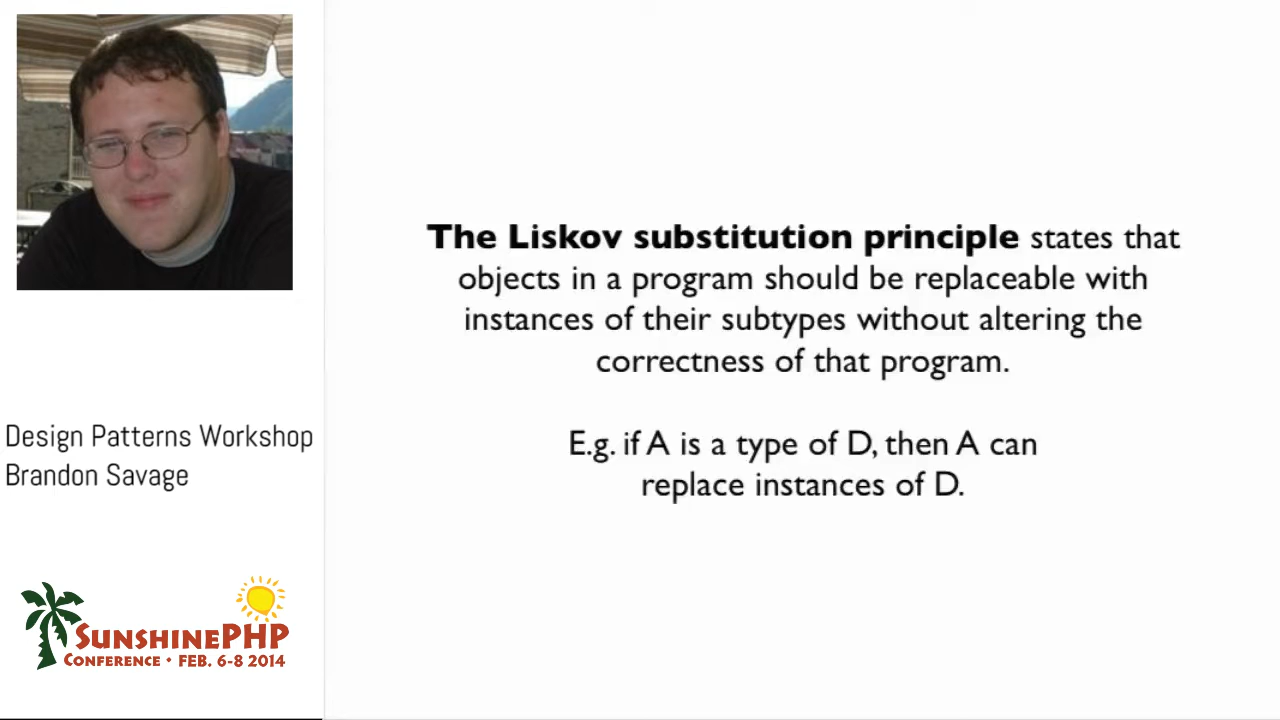 The Liskov substitution principle states that
objects in a program should be replaceable with
instances of their subtypes without altering the
correctness of that program.
E.g. if A is a type of D, then A can
replace instances of D.
Design Patterns Workshop
Brandon Savage
SUNSHINEPHP
CONFERENCE • FEB. 6-8 2014